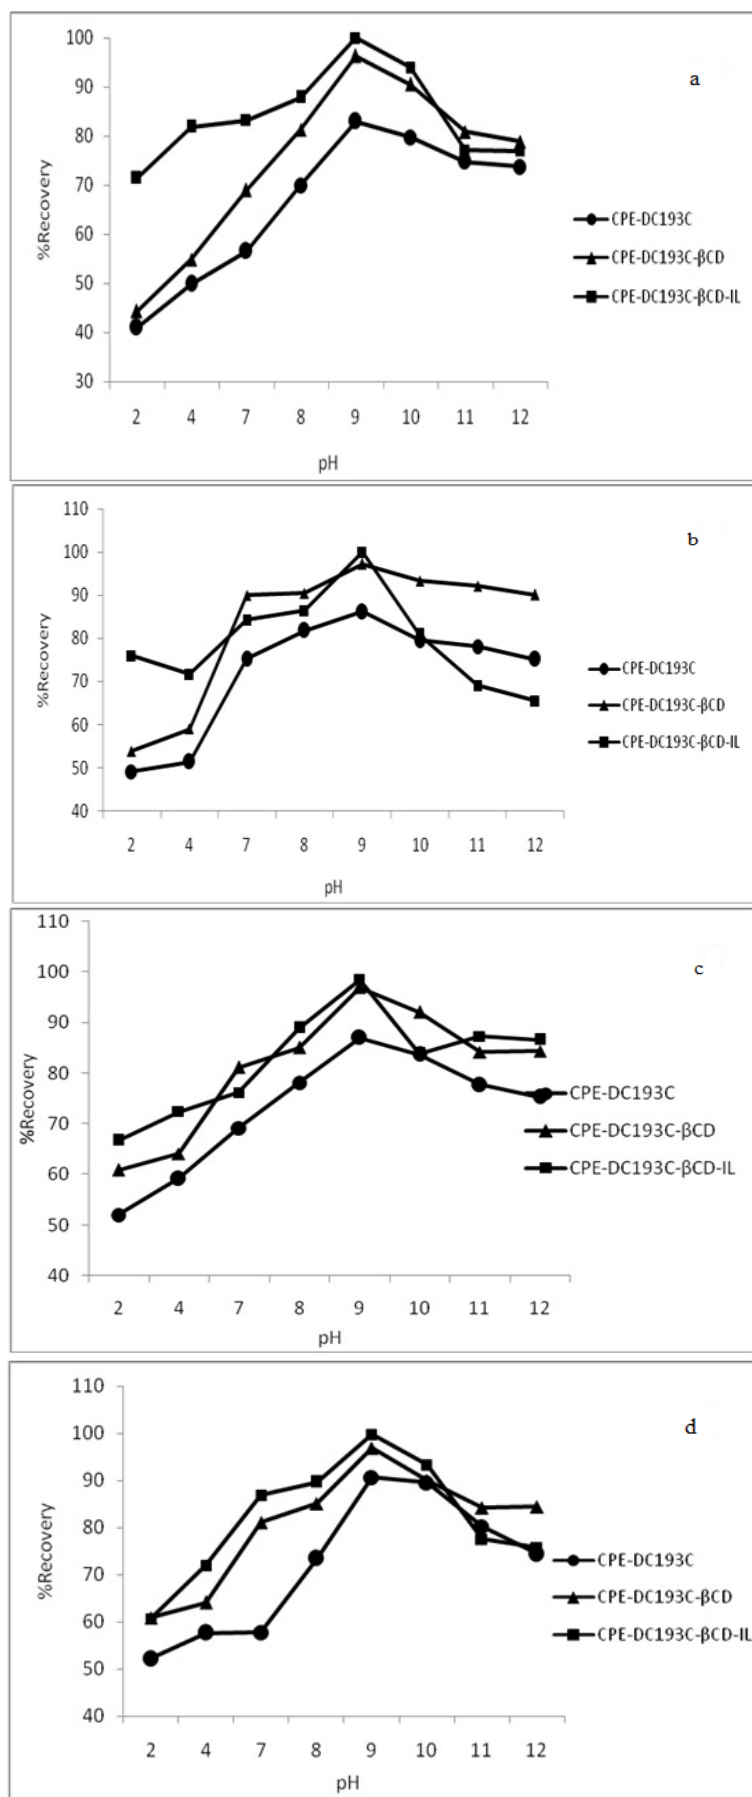 100
90
80
70
60
50
40
30
%Recovery
a
CPE-DC193C
CPE-DC193C-βCD
CPE-DC193C-βCD-IL
2 4 7 8 9 10 11 12
pH
110
100
90
80
70
60
50
40
%Recovery
b
CPE-DC193C
CPE-DC193C-βCD
CPE-DC193C-βCD-IL
2 4 7 8 9 10 11 12
pH
110
100
90
80
70
60
50
40
%Recovery
c
CPE-DC193C
CPE-DC193C-βCD
CPE-DC193C-βCD-IL
2 4 7 8 9 10 11 12
pH
110
100
90
80
70
60
50
40
%Recovery
d
CPE-DC193C
CPE-DC193C-βCD
CPE-DC193C-βCD-IL
2 4 7 8 9 10 11 12
pH